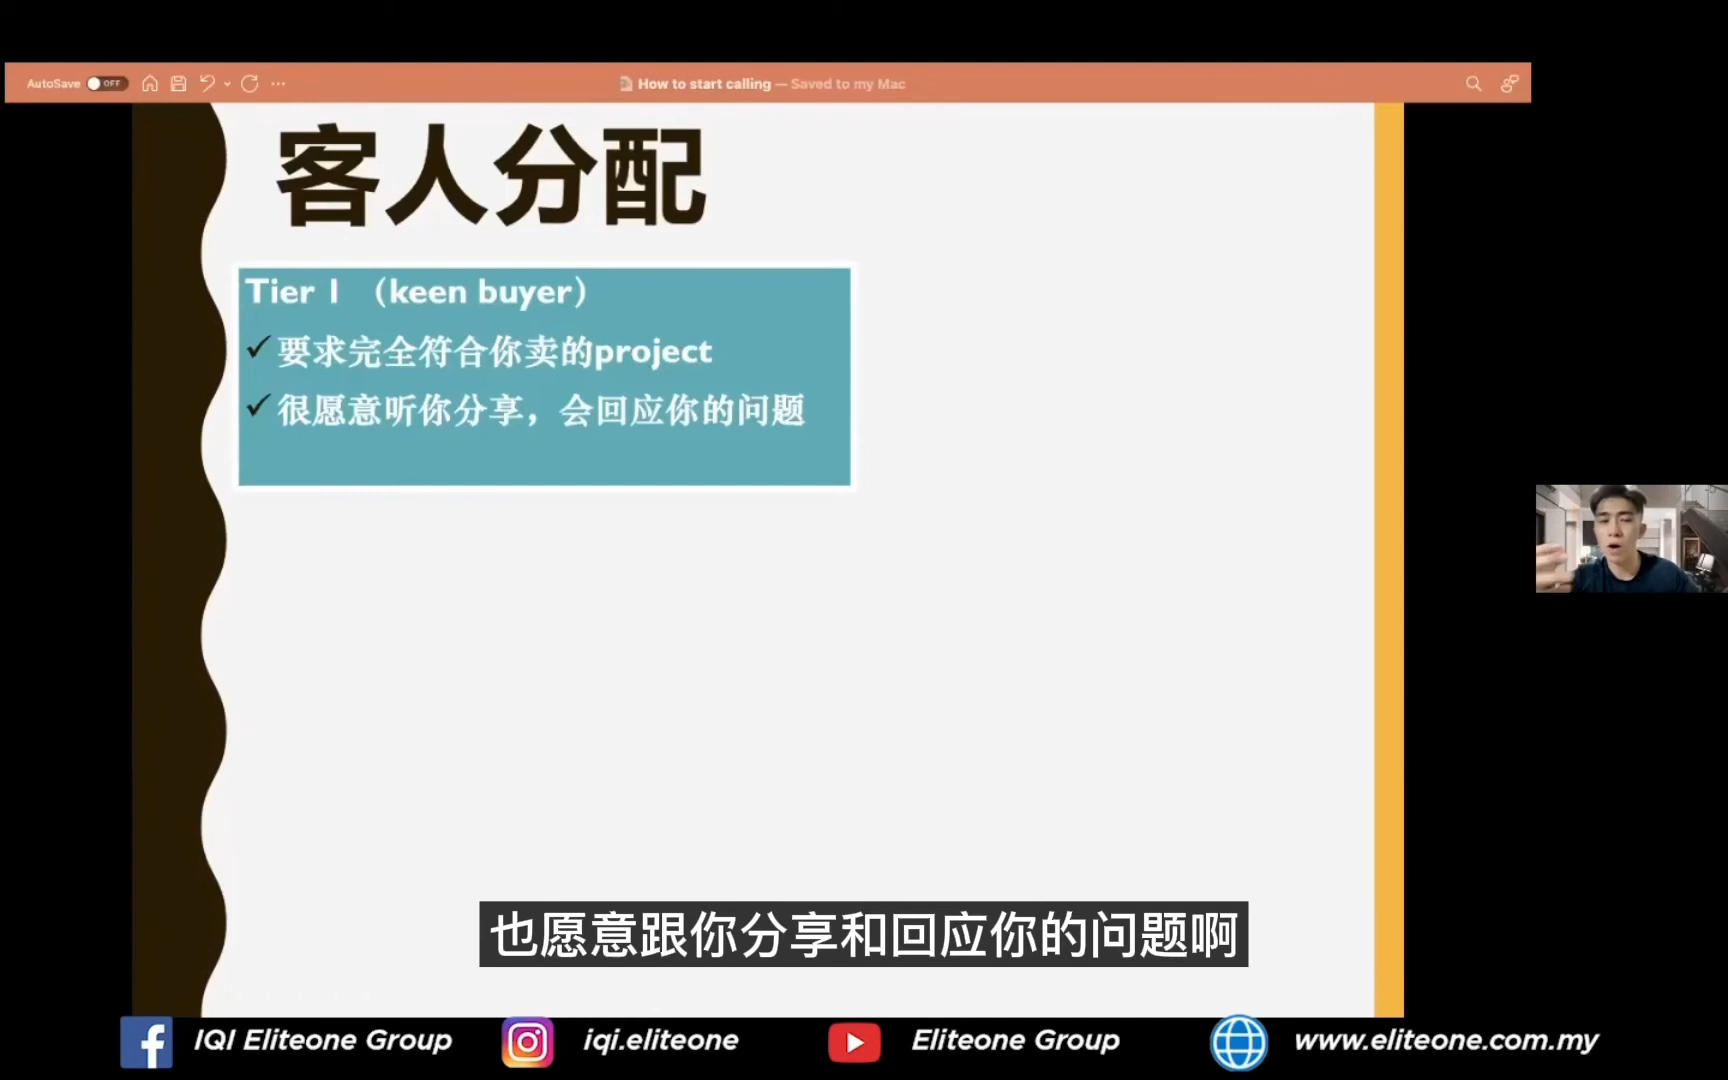 AutoSave OFF
How to start calling — Saved to my Mac
客人分配
Tier 1 （keen buyer）
要求完全符合你卖的project
很愿意听你分享，会回应你的问题
也愿意跟你分享和回应你的问题啊
IQI Eliteone Group
iqi.eliteone
Eliteone Group
www.eliteone.com.my